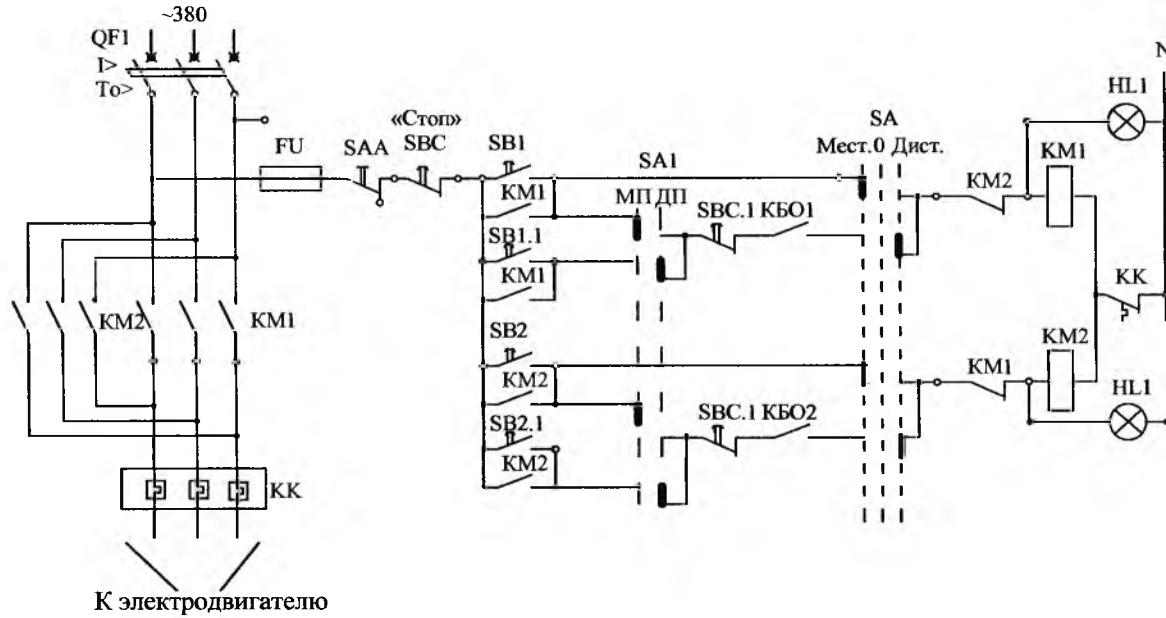 ~380
QF1
I>
To>
N
HL1
«Стоп»
SA
FU
SAA
SBC
SB1
SA1
Мест.0 Дист.
KM2
KM1
KM1
МП ДП
SBC.1 КБО1
SB1.1
KM1
KK
KM2
KM1
SB2
KM1
KM2
KM2
SBC.1 КБО2
HL1
SB2.1
KM2
KK
К электродвигателю